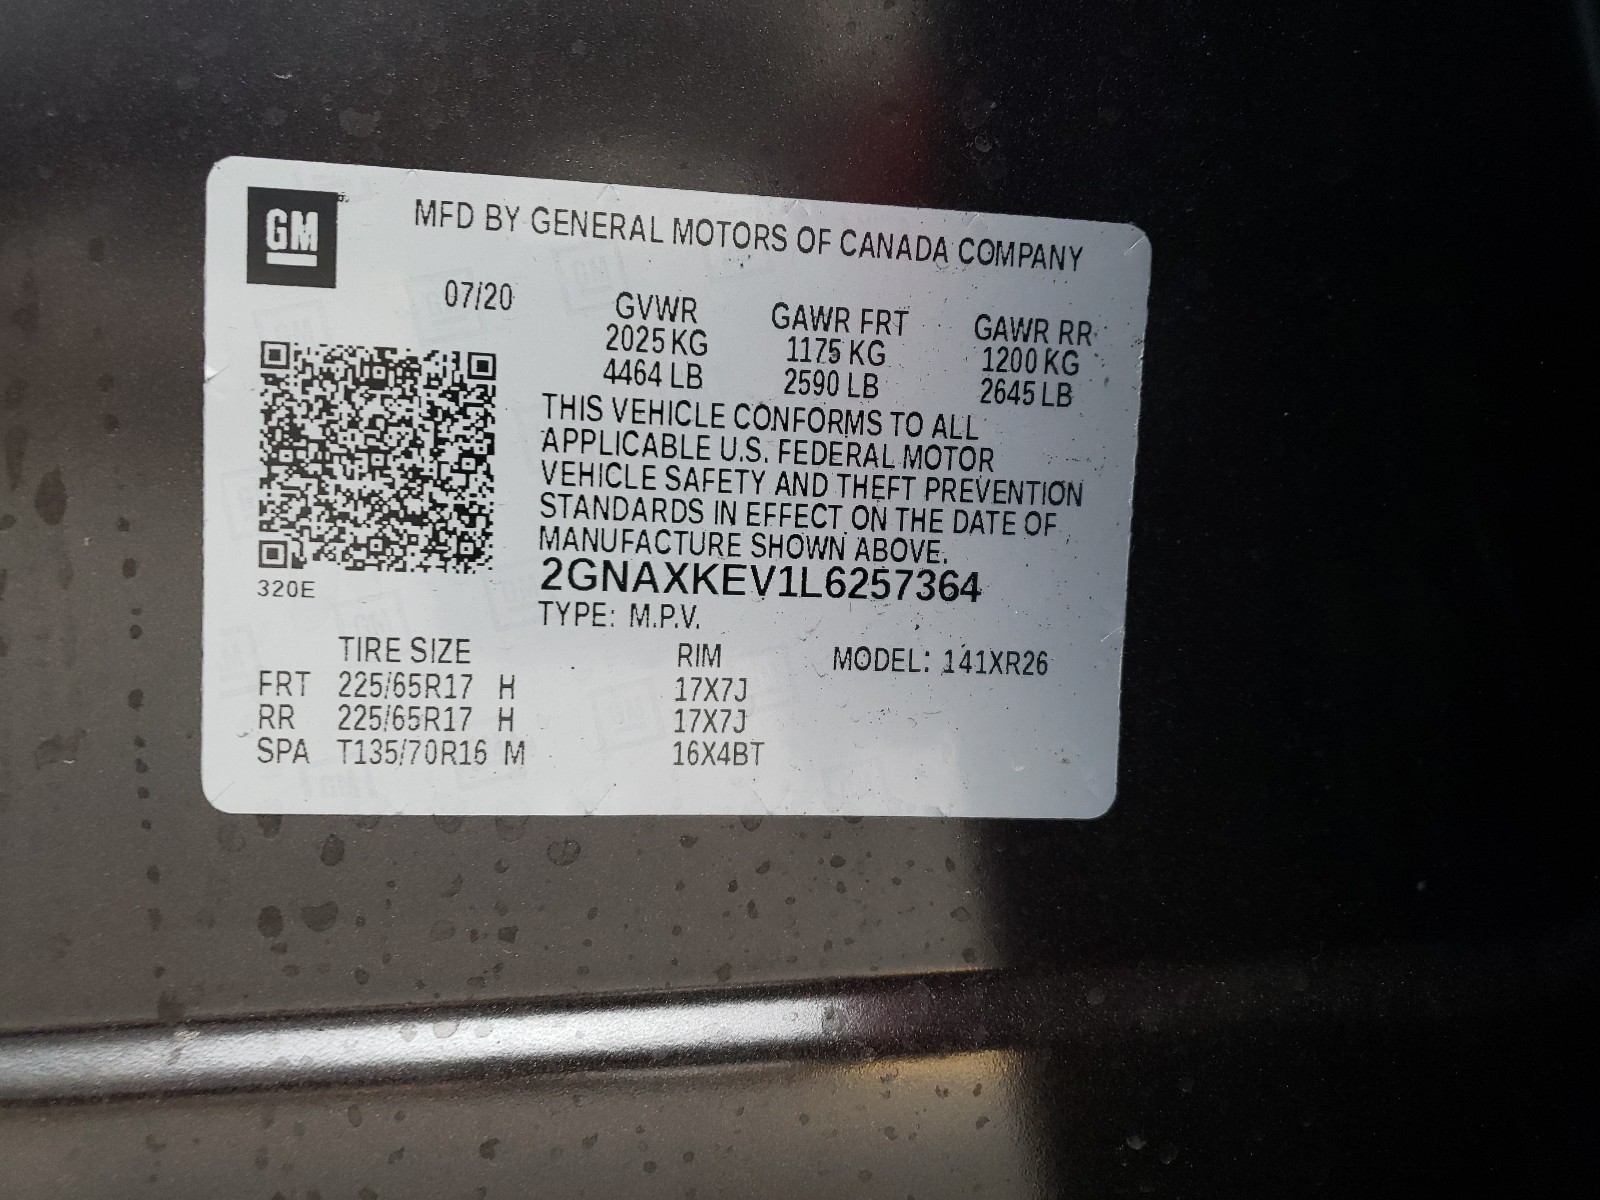 GM
MFD BY GENERAL MOTORS OF CANADA COMPANY
07/20
GVWR GAWR FRT GAWR RR
2025 KG 1175 KG 1200 KG
4464 LB 2590 LB 2645 LB
THIS VEHICLE CONFORMS TO ALL
APPLICABLE U.S. FEDERAL MOTOR
VEHICLE SAFETY AND THEFT PREVENTION
STANDARDS IN EFFECT ON THE DATE OF
MANUFACTURE SHOWN ABOVE.
320E
2GNAXKEV1L6257364
TYPE: M.P.V.
TIRE SIZE RIM MODEL: 141XR26
FRT 225/65R17 H 17X7J
RR 225/65R17 H 17X7J
SPA T135/70R16 M 16X4BT